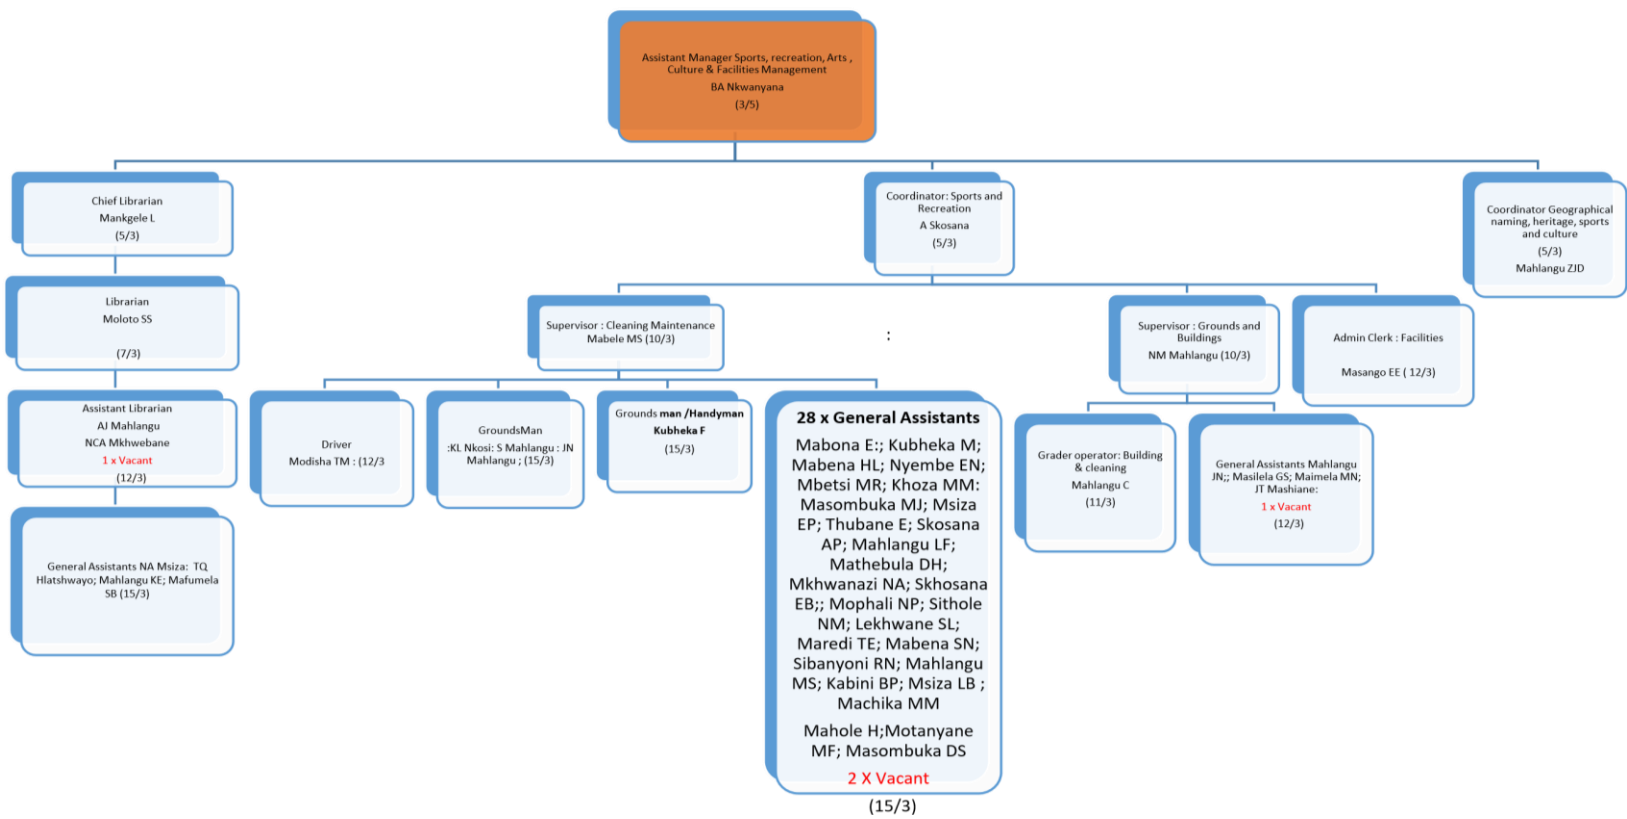 Assistant Manager Sports, recreation, Arts ,
Culture & Facilities Management
BA Nkwanyana
(3/5)
Chief Librarian
Mankgele L
(5/3)
Coordinator: Sports and
Recreation
A Skosana
(5/3)
Coordinator Geographical
naming, heritage, sports
and culture
(5/3)
Mahlangu ZJD
Librarian
Moloto SS
(7/3)
Supervisor : Cleaning Maintenance
Mabele MS (10/3)
:
Supervisor : Grounds and
Buildings
NM Mahlangu (10/3)
Admin Clerk : Facilities
Masango EE ( 12/3)
Assistant Librarian
AJ Mahlangu
NCA Mkhwebane
1 x Vacant
(12/3)
Driver
Modisha TM : (12/3
GroundsMan
:KL Nkosi: S Mahlangu : JN
Mahlangu ; (15/3)
Grounds man /Handyman
Kubheka F
(15/3)
28 x General Assistants
Mabona E:; Kubheka M;
Mabena HL; Nyembe EN;
Mbetsi MR; Khoza MM:
Masombuka MJ; Msiza
EP; Thubane E; Skosana
AP; Mahlangu LF;
Mathebula DH;
Mkhwanazi NA; Skhosana
EB;; Mophali NP; Sithole
NM; Lekhwane SL;
Maredi TE; Mabena SN;
Sibanyoni RN; Mahlangu
MS; Kabini BP; Msiza LB ;
Machika MM
Mahole H;Motanyane
MF; Masombuka DS
2 X Vacant
(15/3)
Grader operator: Building
& cleaning
Mahlangu C
(11/3)
General Assistants Mahlangu
JN;; Masilela GS; Maimela MN;
JT Mashiane:
1 x Vacant
(12/3)
General Assistants NA Msiza:  TQ
Hlatshwayo; Mahlangu KE; Mafumela
SB (15/3)